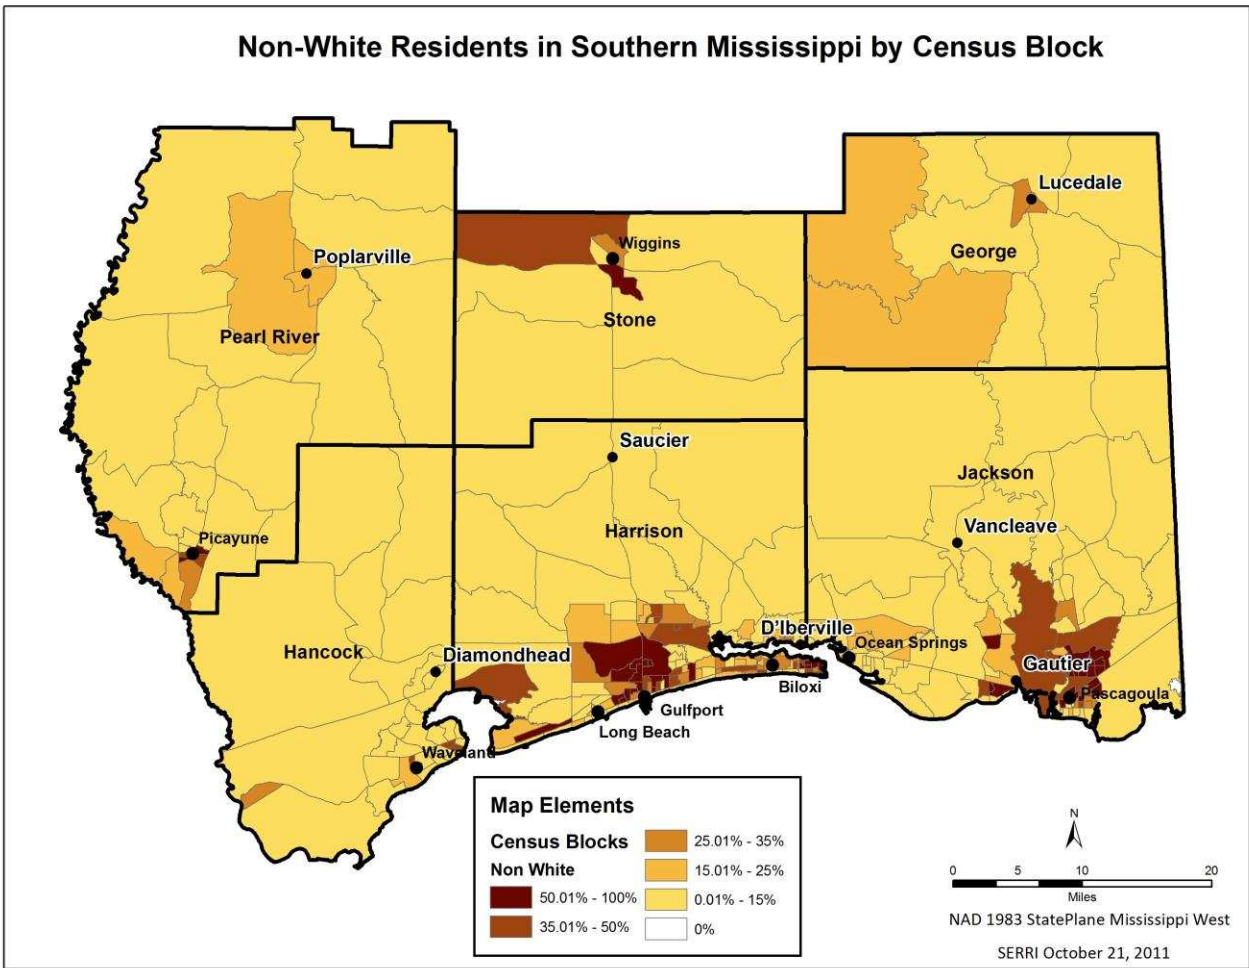 Non-White Residents in Southern Mississippi by Census Block
Lucedale
Wiggins
George
Poplarville
Stone
Pearl River
Saucier
Jackson
Harrison
Vancleave
Picayune
D'Iberville
Ocean Springs
Hancock
Diamondhead
Gautier
Biloxi
Pascagoula
Gulfport
Long Beach
Waveland
Map Elements
Census Blocks
Non White
50.01% - 100%
35.01% - 50%
25.01% - 35%
15.01% - 25%
0.01% - 15%
0%
N
0 5 10 20
Miles
NAD 1983 StatePlane Mississippi West
SERRI October 21, 2011